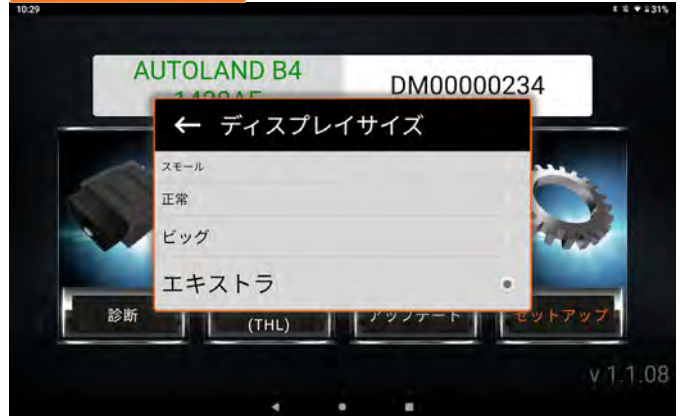 10:29
31%
AUTOLAND B4
DM00000234
← ディスプレイサイズ
スモール
正常
ビッグ
エキストラ
診断
(THL)
アップデート
セットアップ
v 1.1.08